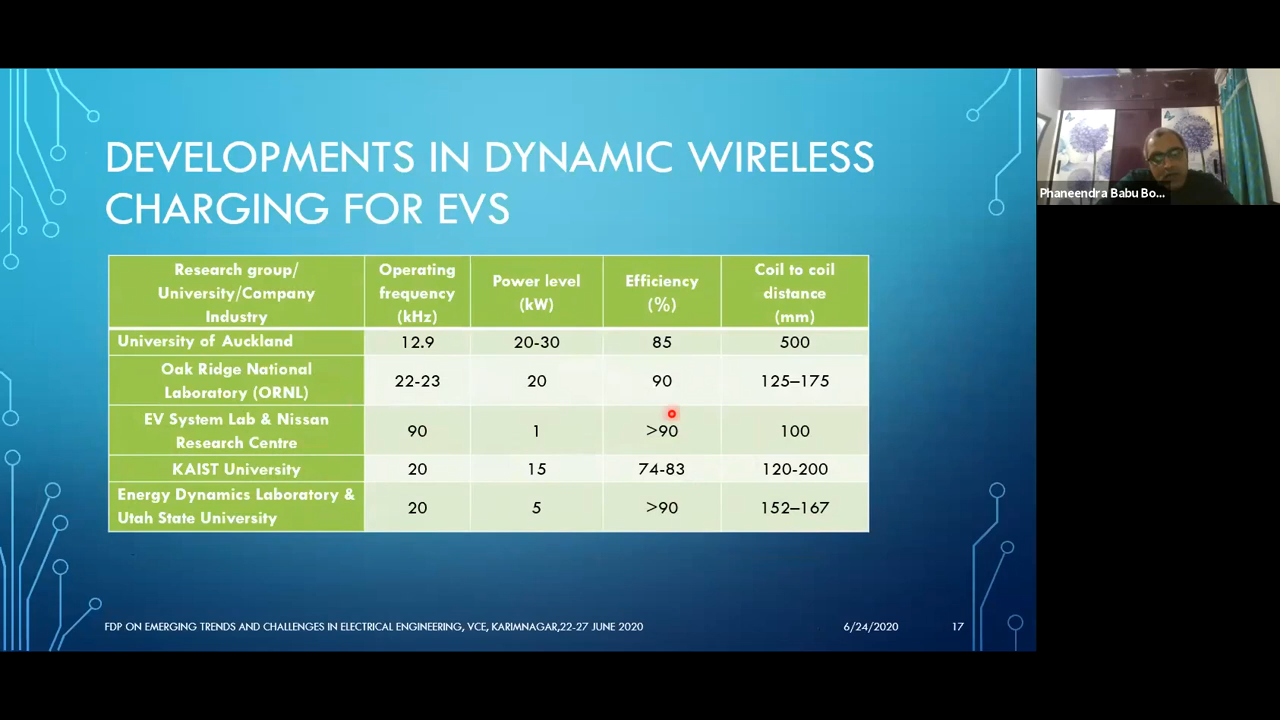 DEVELOPMENTS IN DYNAMIC WIRELESS
CHARGING FOR EVS
Research group/
University/Company
Industry
Operating
frequency
(kHz)
Power level
(kW)
Efficiency
(%)
Coil to coil
distance
(mm)
University of Auckland 12.9 20-30 85 500
Oak Ridge National
Laboratory (ORNL)
22-23 20 90 125–175
EV System Lab & Nissan
Research Centre
90 1 >90 100
KAIST University 20 15 74-83 120-200
Energy Dynamics Laboratory &
Utah State University
20 5 >90 152–167
FDP ON EMERGING TRENDS AND CHALLENGES IN ELECTRICAL ENGINEERING, VCE, KARIMNAGAR,22-27 JUNE 2020 6/24/2020 17
Phaneendra Babu Bo...